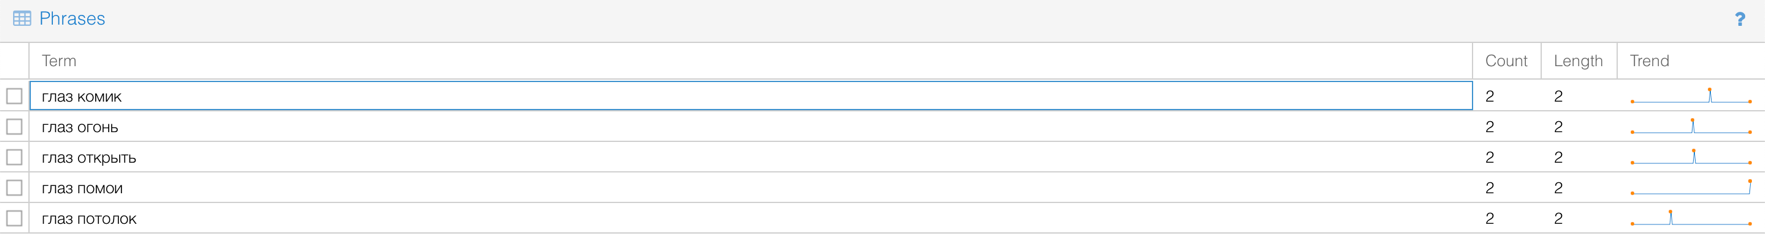 Phrases ?
Term Count Length Trend
глаз комик 2 2
глаз огонь 2 2
глаз открыть 2 2
глаз помои 2 2
глаз потолок 2 2